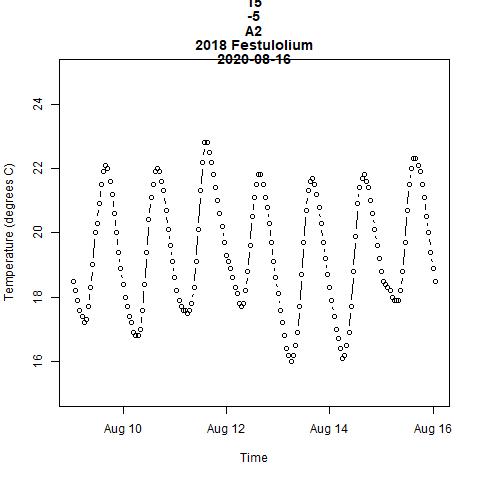 15
-5
A2
2018 Festulolium
2020-08-16
24
22
20
18
16
Temperature (degrees C)
Aug 10
Aug 12
Aug 14
Aug 16
Time